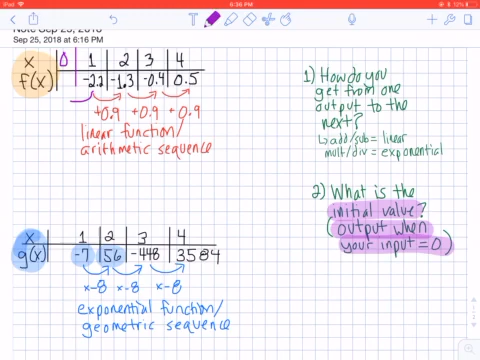 iPad
6:36 PM
12%
Note Sep 25, 2018
Sep 25, 2018 at 6:16 PM
x 0 1 2 3 4
f(x) -2.2 -1.3 -0.4 0.5
+0.9 +0.9 +0.9
linear function/
arithmetic sequence
x 1 2 3 4
g(x) -7 56 -448 3584
x-8 x-8 x-8
exponential function/
geometric sequence
1) How do you
get from one
output to the
next?
↳ add/sub = linear
mult/div = exponential
2) What is the
initial value?
(output when
your input = 0)